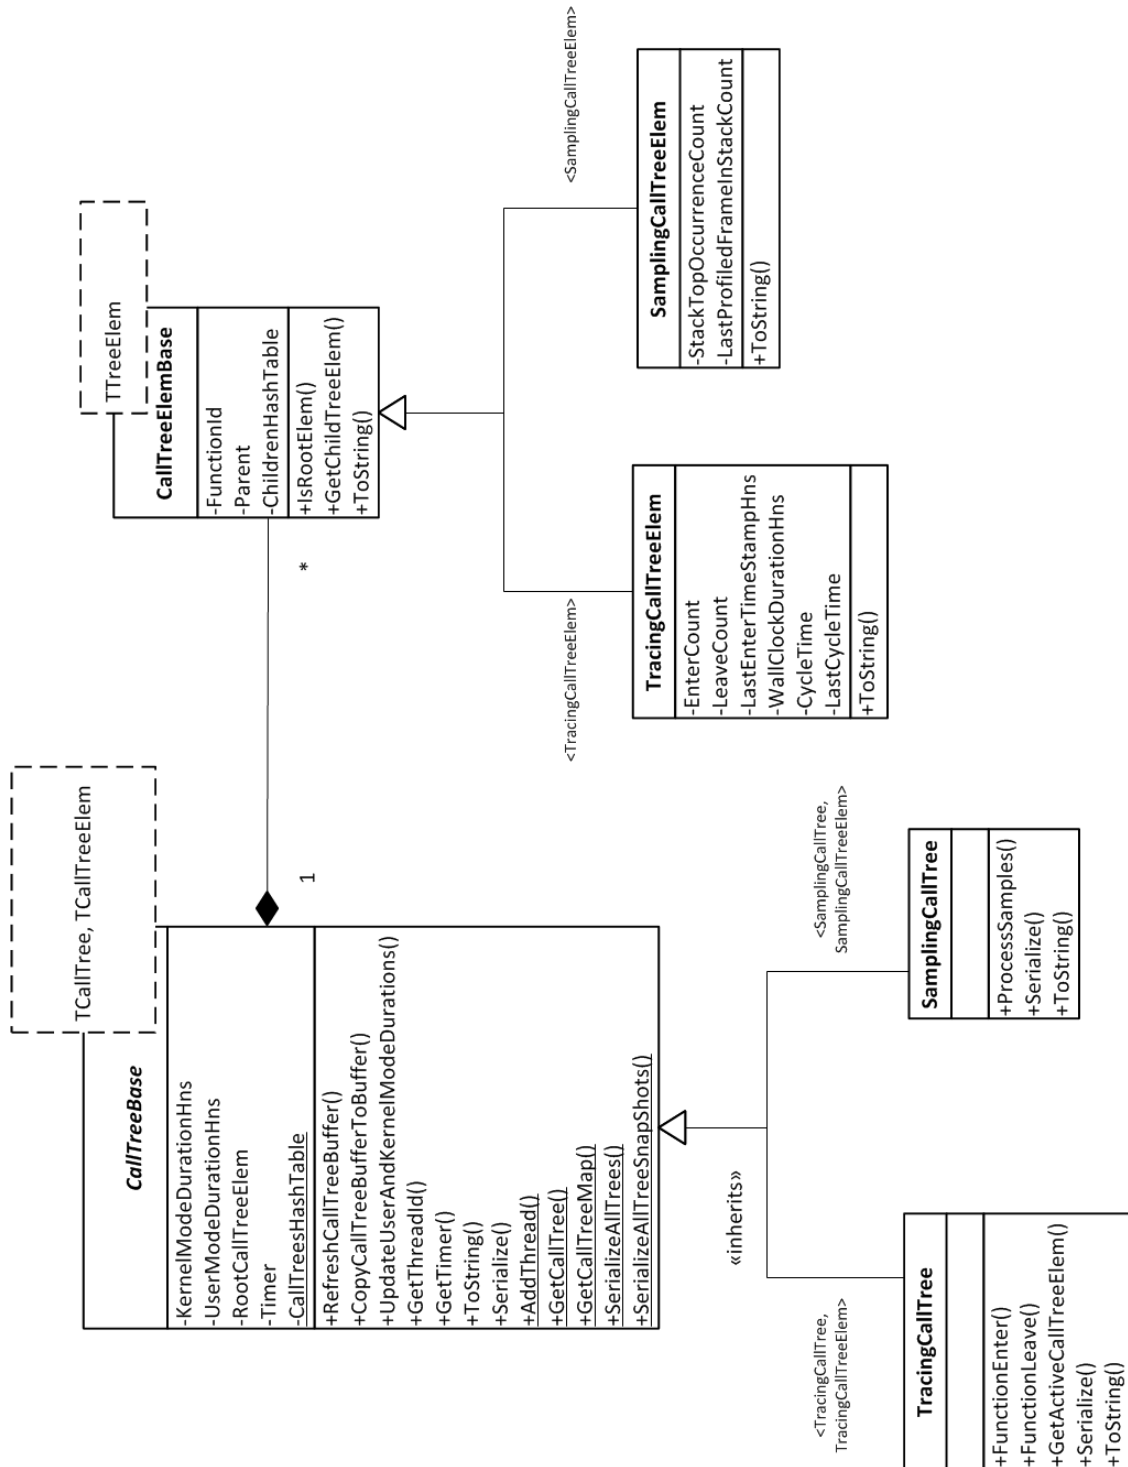 TCallTree, TCallTreeElem
CallTreeBase
-KernelModeDurationHns
-UserModeDurationHns
-RootCallTreeElem
-Timer
-CallTreesHashTable
+RefreshCallTreeBuffer()
+CopyCallTreeBufferToBuffer()
+UpdateUserAndKernelModeDurations()
+GetThreadId()
+GetTimer()
+ToString()
+Serialize()
+AddThread()
+GetCallTree()
+GetCallTreeMap()
+SerializeAllTrees()
+SerializeAllTreeSnapShots()
1
*
TTreeElem
CallTreeElemBase
-FunctionId
-Parent
-ChildrenHashTable
+IsRootElem()
+GetChildTreeElem()
+ToString()
<TracingCallTreeElem>
<SamplingCallTreeElem>
TracingCallTreeElem
-EnterCount
-LeaveCount
-LastEnterTimeStampHns
-WallClockDurationHns
-CycleTime
-LastCycleTime
+ToString()
SamplingCallTreeElem
-StackTopOccurrenceCount
-LastProfiledFrameInStackCount
+ToString()
«inherits»
<TracingCallTree,
TracingCallTreeElem>
<SamplingCallTree,
SamplingCallTreeElem>
TracingCallTree
+FunctionEnter()
+FunctionLeave()
+GetActiveCallTreeElem()
+Serialize()
+ToString()
SamplingCallTree
+ProcessSamples()
+Serialize()
+ToString()